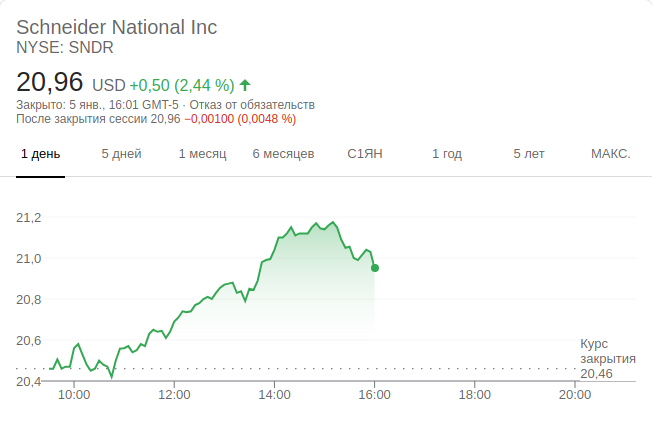 Schneider National Inc
NYSE: SNDR
20,96 USD +0,50 (2,44 %)
Закрыто: 5 янв., 16:01 GMT-5 · Отказ от обязательств
После закрытия сессии 20,96 −0,00100 (0,0048 %)
1 день 5 дней 1 месяц 6 месяцев С1ЯН 1 год 5 лет МАКС.
21,2
21,0
20,8
20,6
20,4
Курс
закрытия
20,46
10:00 12:00 14:00 16:00 18:00 20:00